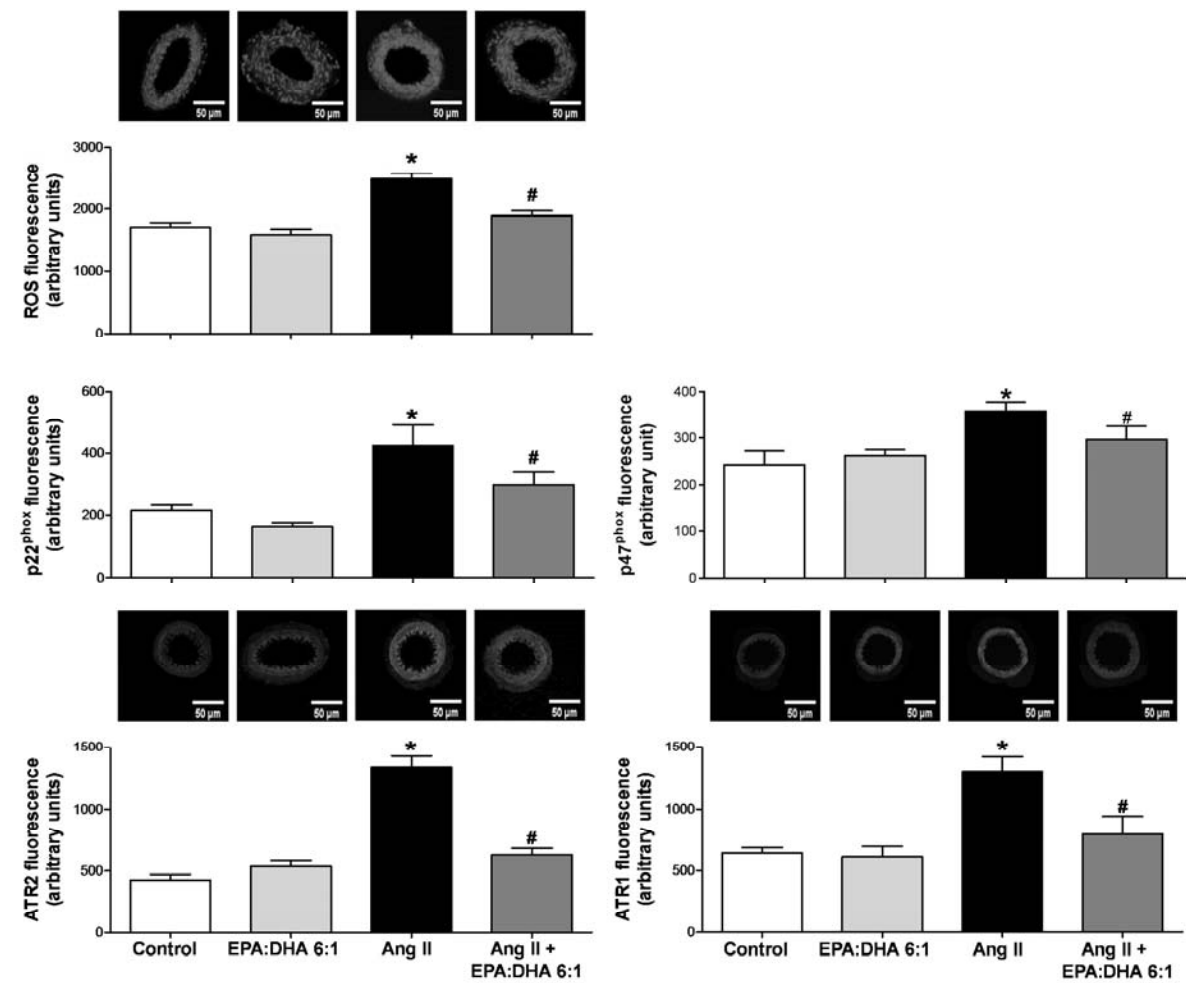 50 µm
50 µm
50 µm
50 µm
ROS fluorescence
(arbitrary units)
3000
2000
1000
0
*
#
p22phox fluorescence
(arbitrary units)
600
400
200
0
*
#
p47phox fluorescence
(arbitrary unit)
400
300
200
100
0
*
#
50 µm
50 µm
50 µm
50 µm
50 µm
50 µm
50 µm
50 µm
ATR2 fluorescence
(arbitrary units)
1500
1000
500
0
*
#
Control
EPA:DHA 6:1
Ang II
Ang II +
EPA:DHA 6:1
ATR1 fluorescence
(arbitrary units)
1500
1000
500
0
*
#
Control
EPA:DHA 6:1
Ang II
Ang II +
EPA:DHA 6:1